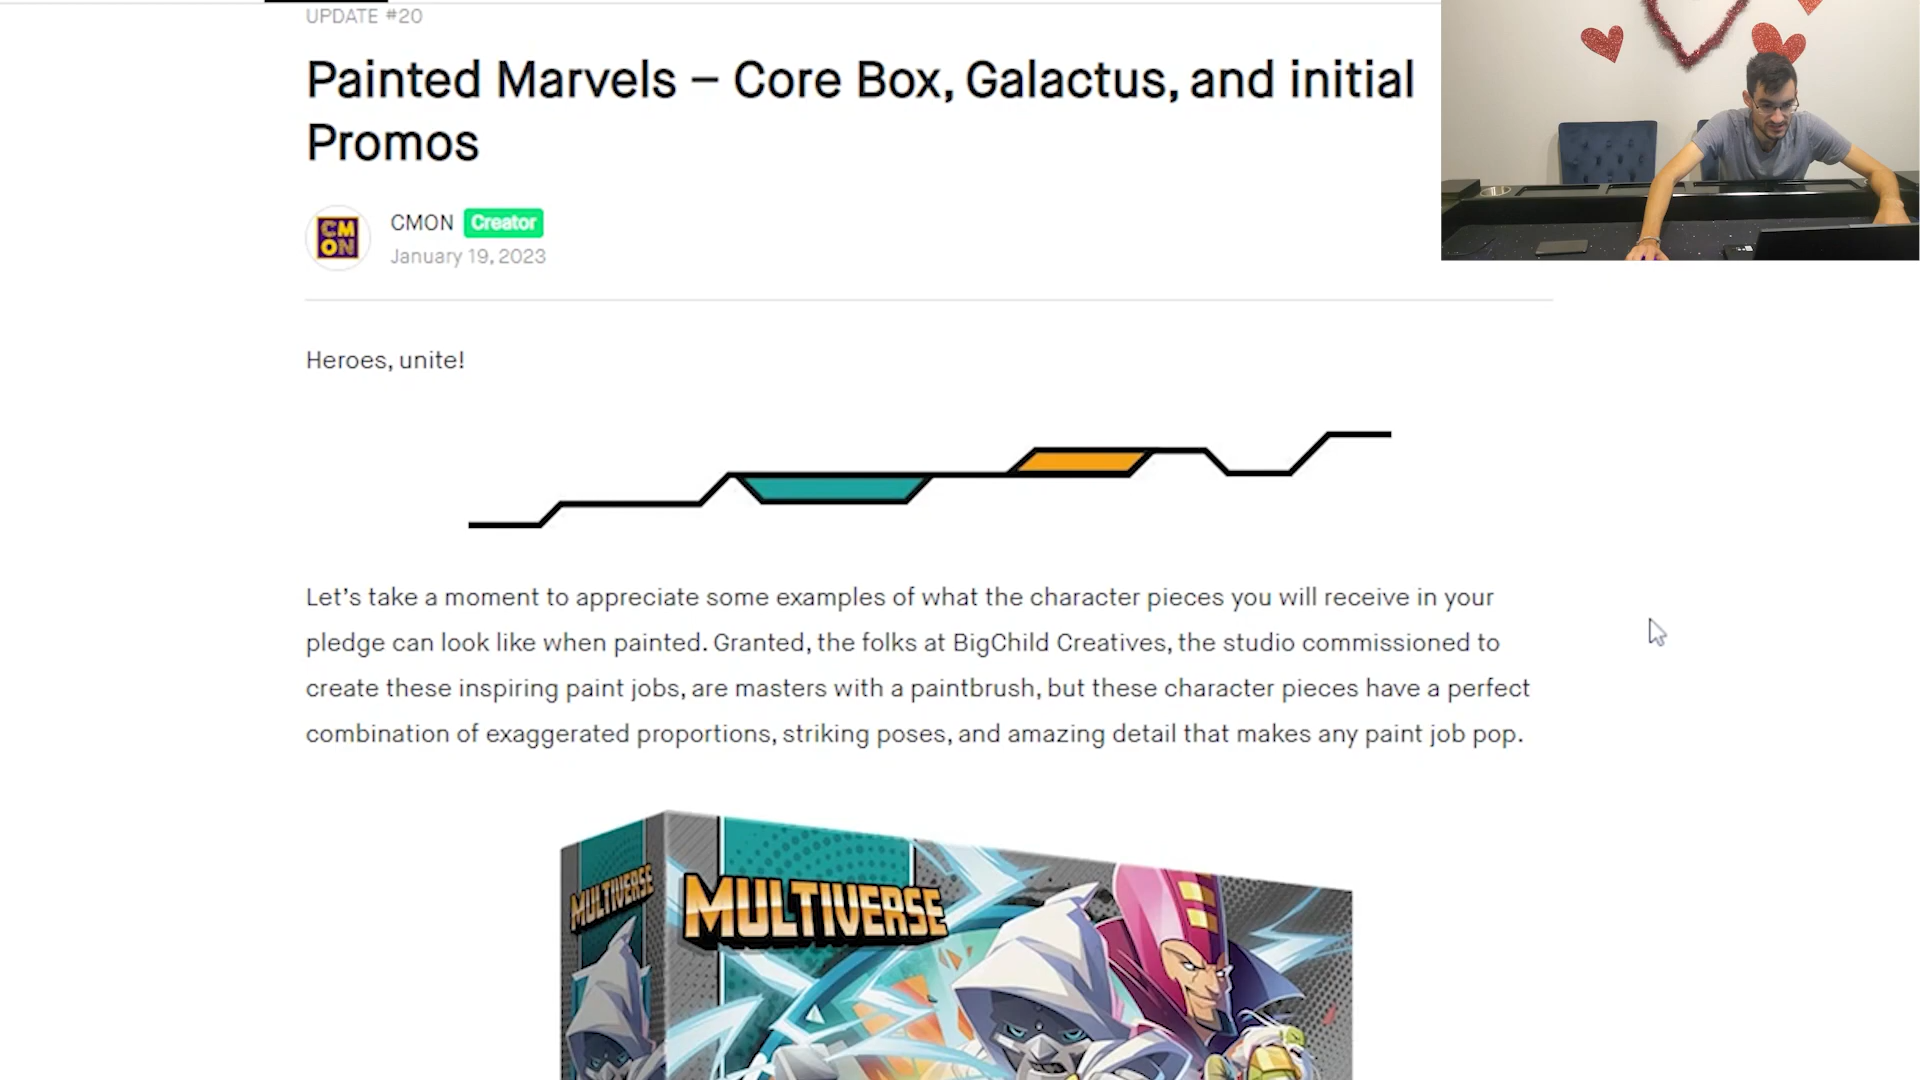 UPDATE #20
Painted Marvels – Core Box, Galactus, and initial
Promos
CM
ON
CMON Creator
January 19, 2023
Heroes, unite!
Let’s take a moment to appreciate some examples of what the character pieces you will receive in your
pledge can look like when painted. Granted, the folks at BigChild Creatives, the studio commissioned to
create these inspiring paint jobs, are masters with a paintbrush, but these character pieces have a perfect
combination of exaggerated proportions, striking poses, and amazing detail that makes any paint job pop.
MULTIVERSE
MULTIVERSE